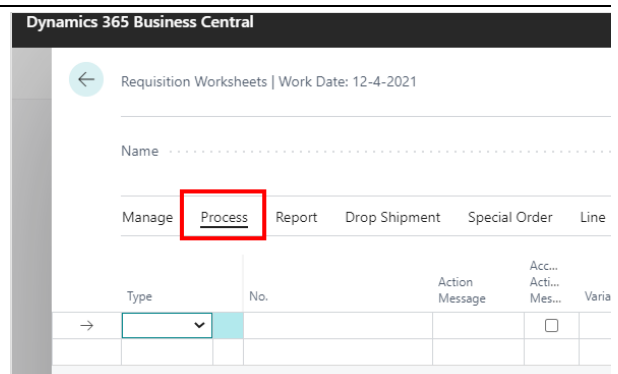 Dynamics 365 Business Central
Requisition Worksheets | Work Date: 12-4-2021
Name
Manage Process Report Drop Shipment Special Order Line
Acc...
Action Acti...
Type No. Message Mes... Varia